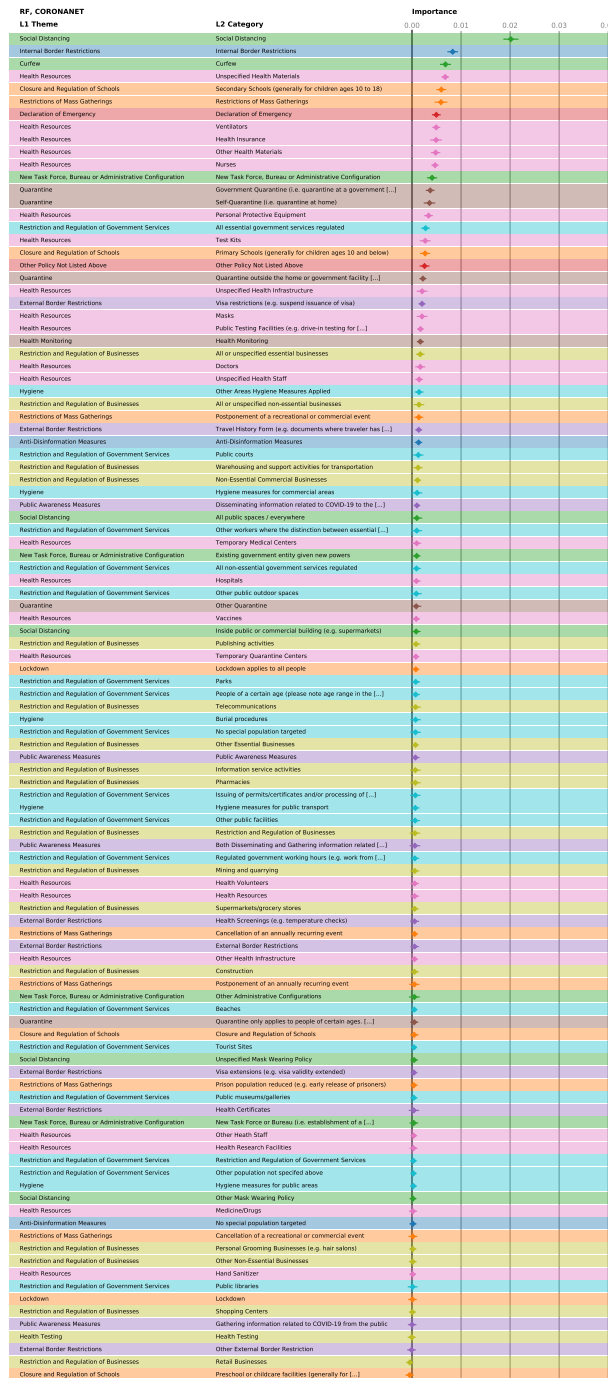 RF, CORONANET Importance
L1 Theme L2 Category 0.00 0.01 0.02 0.
Social Distancing Social Distancing
Internal Border Restrictions Internal Border Restrictions
Curfew Curfew
Health Resources Unspecified Health Materials
Closure and Regulation of Schools Secondary Schools (generally for children ages 10 to 18)
Restrictions of Mass Gatherings Restrictions of Mass Gatherings
Declaration of Emergency Declaration of Emergency
Health Resources Ventilators
Health Resources Health Insurance
Health Resources Other Health Materials
Health Resources Nurses
New Task Force, Bureau or Administrative Configuration New Task Force, Bureau or Administrative Configuration
Quarantine Government Quarantine (i.e. quarantine at a government [...]
Quarantine Self-Quarantine (i.e. quarantine at home)
Health Resources Personal Protective Equipment
Restriction and Regulation of Government Services All essential government services regulated
Health Resources Test Kits
Closure and Regulation of Schools Primary Schools (generally for children ages 10 and below)
Other Policy Not Listed Above Other Policy Not Listed Above
Quarantine Quarantine outside the home or government facility [...]
Health Resources Unspecified Health Infrastructure
External Border Restrictions Visa restrictions (e.g. suspend issuance of visa)
Health Resources Masks
Health Resources Public Testing Facilities (e.g. drive-in testing for [...]
Health Monitoring Health Monitoring
Restriction and Regulation of Businesses All or unspecified essential businesses
Health Resources Doctors
Health Resources Unspecified Health Staff
Hygiene Other Areas Hygiene Measures Applied
Restriction and Regulation of Businesses All or unspecified non-essential businesses
Restrictions of Mass Gatherings Postponement of a recreational or commercial event
External Border Restrictions Travel History Form (e.g. documents where traveler has [...]
Anti-Disinformation Measures Anti-Disinformation Measures
Restriction and Regulation of Government Services Public courts
Restriction and Regulation of Businesses Warehousing and support activities for transportation
Restriction and Regulation of Businesses Non-Essential Commercial Businesses
Hygiene Hygiene measures for commercial areas
Public Awareness Measures Disseminating information related to COVID-19 to the [...]
Social Distancing All public spaces / everywhere
Restriction and Regulation of Government Services Other workers where the distinction between essential [...]
Health Resources Temporary Medical Centers
New Task Force, Bureau or Administrative Configuration Existing government entity given new powers
Restriction and Regulation of Government Services All non-essential government services regulated
Health Resources Hospitals
Restriction and Regulation of Government Services Other public outdoor spaces
Quarantine Other Quarantine
Health Resources Vaccines
Social Distancing Inside public or commercial building (e.g. supermarkets)
Restriction and Regulation of Businesses Publishing activities
Health Resources Temporary Quarantine Centers
Lockdown Lockdown applies to all people
Restriction and Regulation of Government Services Parks
Restriction and Regulation of Government Services People of a certain age (please note age range in the [...]
Restriction and Regulation of Businesses Telecommunications
Hygiene Burial procedures
Restriction and Regulation of Government Services No special population targeted
Restriction and Regulation of Businesses Other Essential Businesses
Public Awareness Measures Public Awareness Measures
Restriction and Regulation of Businesses Information service activities
Restriction and Regulation of Businesses Pharmacies
Restriction and Regulation of Government Services Issuing of permits/certificates and/or processing of [...]
Hygiene Hygiene measures for public transport
Restriction and Regulation of Government Services Other public facilities
Restriction and Regulation of Businesses Restriction and Regulation of Businesses
Public Awareness Measures Both Disseminating and Gathering information related [...]
Restriction and Regulation of Government Services Regulated government working hours (e.g. work from [...]
Restriction and Regulation of Businesses Mining and quarrying
Health Resources Health Volunteers
Health Resources Health Resources
Restriction and Regulation of Businesses Supermarkets/grocery stores
External Border Restrictions Health Screenings (e.g. temperature checks)
Restrictions of Mass Gatherings Cancellation of an annually recurring event
External Border Restrictions External Border Restrictions
Health Resources Other Health Infrastructure
Restriction and Regulation of Businesses Construction
Restrictions of Mass Gatherings Postponement of an annually recurring event
New Task Force, Bureau or Administrative Configuration Other Administrative Configurations
Restriction and Regulation of Government Services Beaches
Quarantine Quarantine only applies to people of certain ages. [...]
Closure and Regulation of Schools Closure and Regulation of Schools
Restriction and Regulation of Government Services Tourist Sites
Social Distancing Unspecified Mask Wearing Policy
External Border Restrictions Visa extensions (e.g. visa validity extended)
Restrictions of Mass Gatherings Prison population reduced (e.g. early release of prisoners)
Restriction and Regulation of Government Services Public museums/galleries
External Border Restrictions Health Certificates
New Task Force, Bureau or Administrative Configuration New Task Force or Bureau (i.e. establishment of a [...]
Health Resources Other Heath Staff
Health Resources Health Research Facilities
Restriction and Regulation of Government Services Restriction and Regulation of Government Services
Restriction and Regulation of Government Services Other population not specifed above
Hygiene Hygiene measures for public areas
Social Distancing Other Mask Wearing Policy
Health Resources Medicine/Drugs
Anti-Disinformation Measures No special population targeted
Restrictions of Mass Gatherings Cancellation of a recreational or commercial event
Restriction and Regulation of Businesses Personal Grooming Businesses (e.g. hair salons)
Restriction and Regulation of Businesses Other Non-Essential Businesses
Health Resources Hand Sanitizer
Restriction and Regulation of Government Services Public libraries
Lockdown Lockdown
Restriction and Regulation of Businesses Shopping Centers
Public Awareness Measures Gathering information related to COVID-19 from the public
Health Testing Health Testing
External Border Restrictions Other External Border Restriction
Restriction and Regulation of Businesses Retail Businesses
Closure and Regulation of Schools Preschool or childcare facilities (generally for [...]